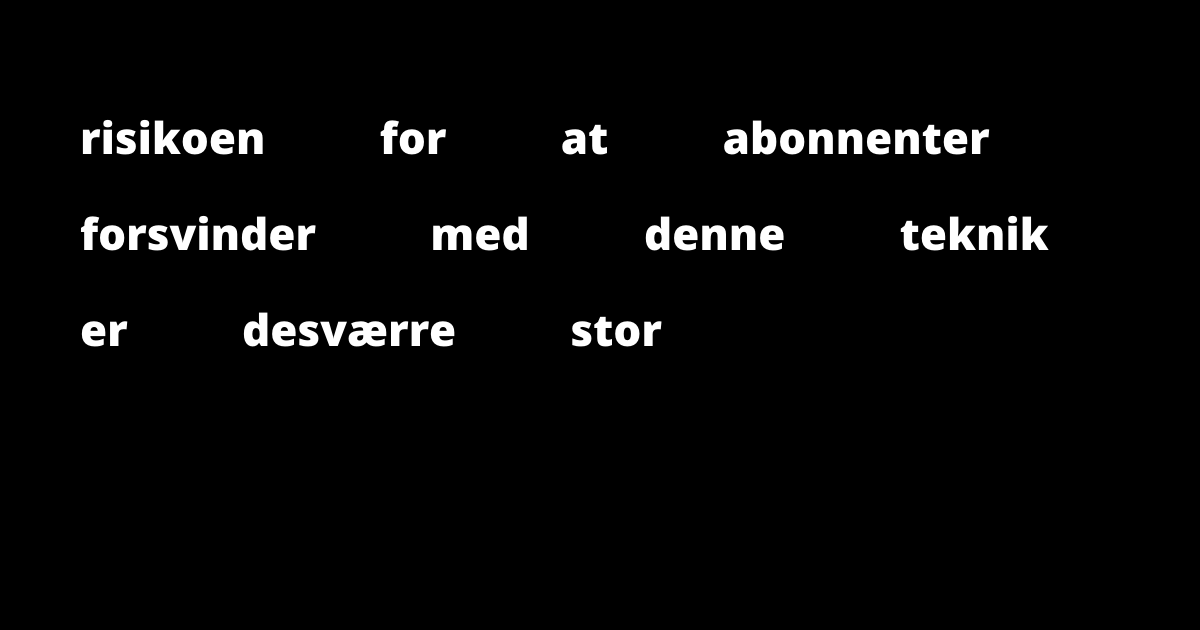 risikoen for at abonnenter
forsvinder med denne teknik
er desværre stor